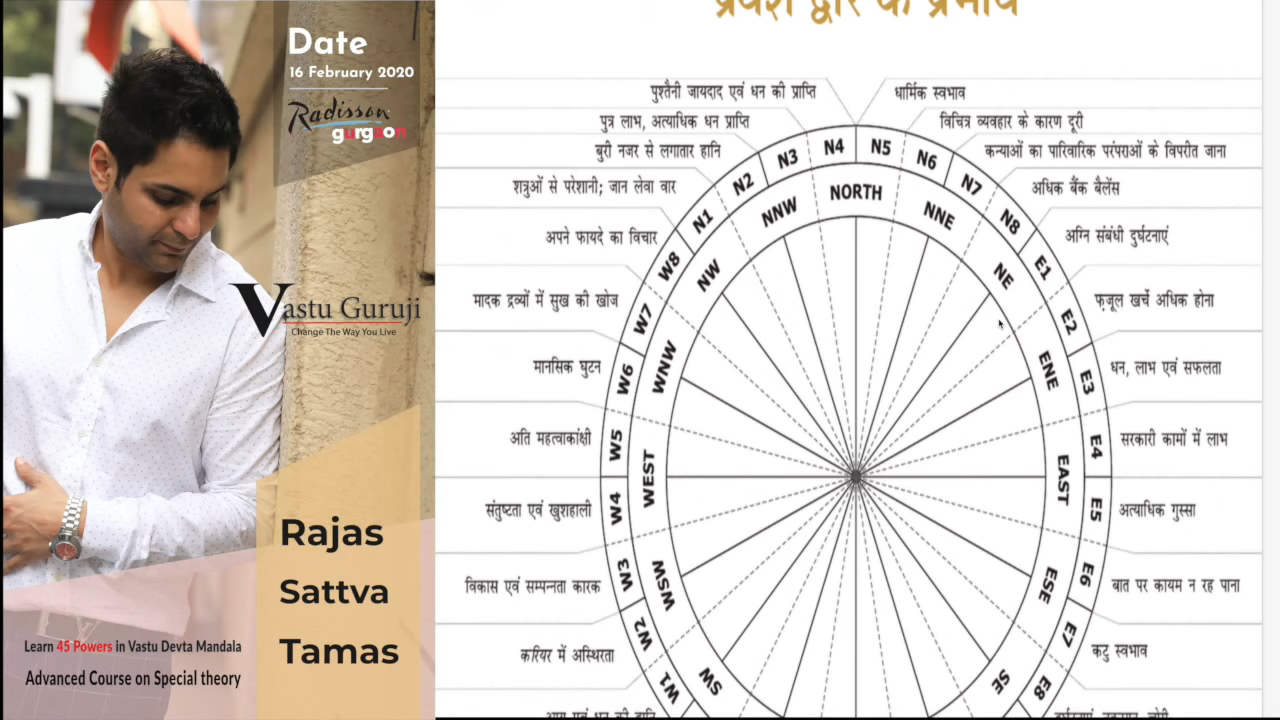 Date
16 February 2020
Radisson
gurgaon
Vastu Guruji
Change The Way You Live
Rajas
Sattva
Tamas
Learn 45 Powers in Vastu Devta Mandala
Advanced Course on Special theory
प्रवेश द्वार के प्रभाव
पुश्तैनी जायदाद एवं धन की प्राप्ति
पुत्र लाभ, अत्याधिक धन प्राप्ति
बुरी नजर से लगातार हानि
शत्रुओं से परेशानी; जान लेवा वार
अपने फायदे का विचार
मादक द्रव्यों में सुख की खोज
मानसिक घुटन
अति महत्वाकांक्षी
संतुष्टता एवं खुशहाली
विकास एवं सम्पन्नता कारक
करियर में अस्थिरता
धार्मिक स्वभाव
विचित्र व्यवहार के कारण दूरी
कन्याओं का पारिवारिक परंपराओं के विपरीत जाना
अधिक बैंक बैलेंस
अग्नि संबंधी दुर्घटनाएं
फ़जूल खर्चे अधिक होना
धन, लाभ एवं सफलता
सरकारी कामों में लाभ
अत्याधिक गुस्सा
बात पर कायम न रह पाना
कटु स्वभाव
W1
W2
W3
W4
W5
W6
W7
W8
N1
N2
N3
N4
N5
N6
N7
N8
E1
E2
E3
E4
E5
E6
E7
E8
SW
WSW
WEST
WNW
NW
NNW
NORTH
NNE
NE
ENE
EAST
ESE
SE